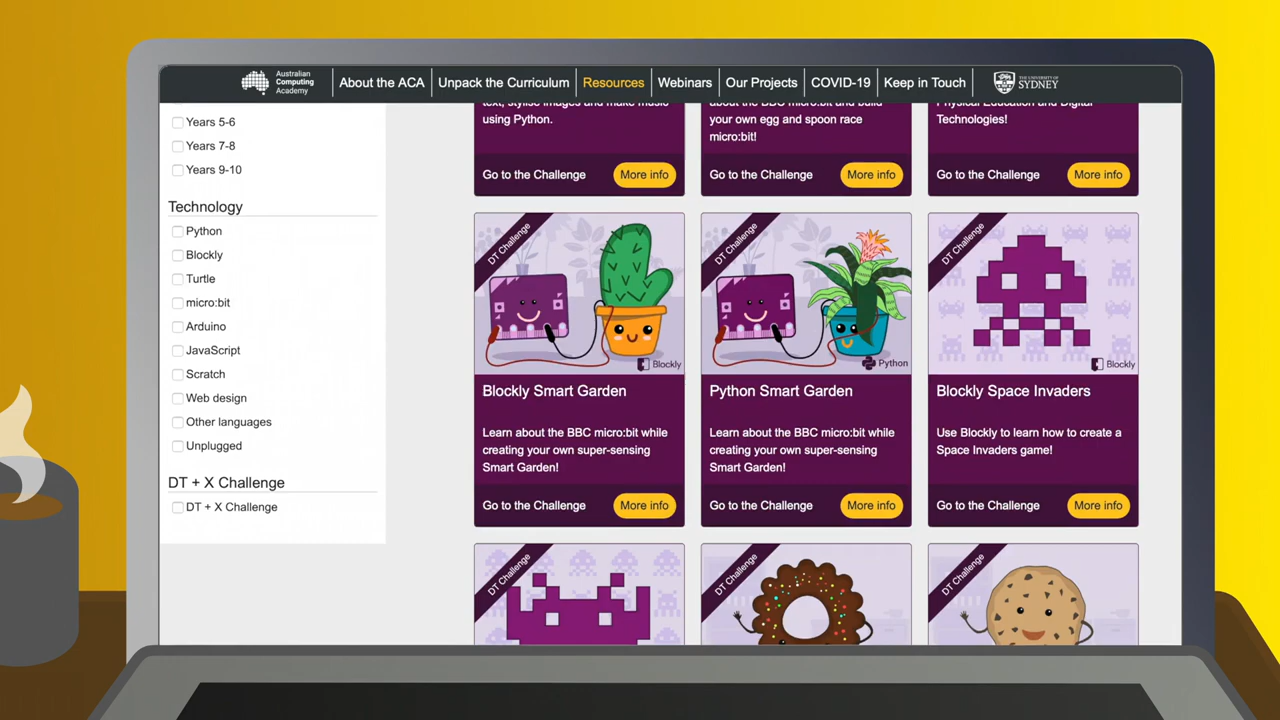 Australian
Computing
Academy
About the ACA
Unpack the Curriculum
Resources
Webinars
Our Projects
COVID-19
Keep in Touch
THE UNIVERSITY OF
SYDNEY
Years 5-6
Years 7-8
Years 9-10
Technology
Python
Blockly
Turtle
micro:bit
Arduino
JavaScript
Scratch
Web design
Other languages
Unplugged
DT + X Challenge
DT + X Challenge
text, stylise images and make music
using Python.
Go to the Challenge
More info
about the BBC micro:bit and build
your own egg and spoon race
micro:bit!
Go to the Challenge
More info
Physical Education and Digital
Technologies!
Go to the Challenge
More info
DT Challenge
Blockly
Blockly Smart Garden
Learn about the BBC micro:bit while
creating your own super-sensing
Smart Garden!
Go to the Challenge
More info
DT Challenge
Python
Python Smart Garden
Learn about the BBC micro:bit while
creating your own super-sensing
Smart Garden!
Go to the Challenge
More info
DT Challenge
Blockly
Blockly Space Invaders
Use Blockly to learn how to create a
Space Invaders game!
Go to the Challenge
More info
DT Challenge
DT Challenge
DT Challenge